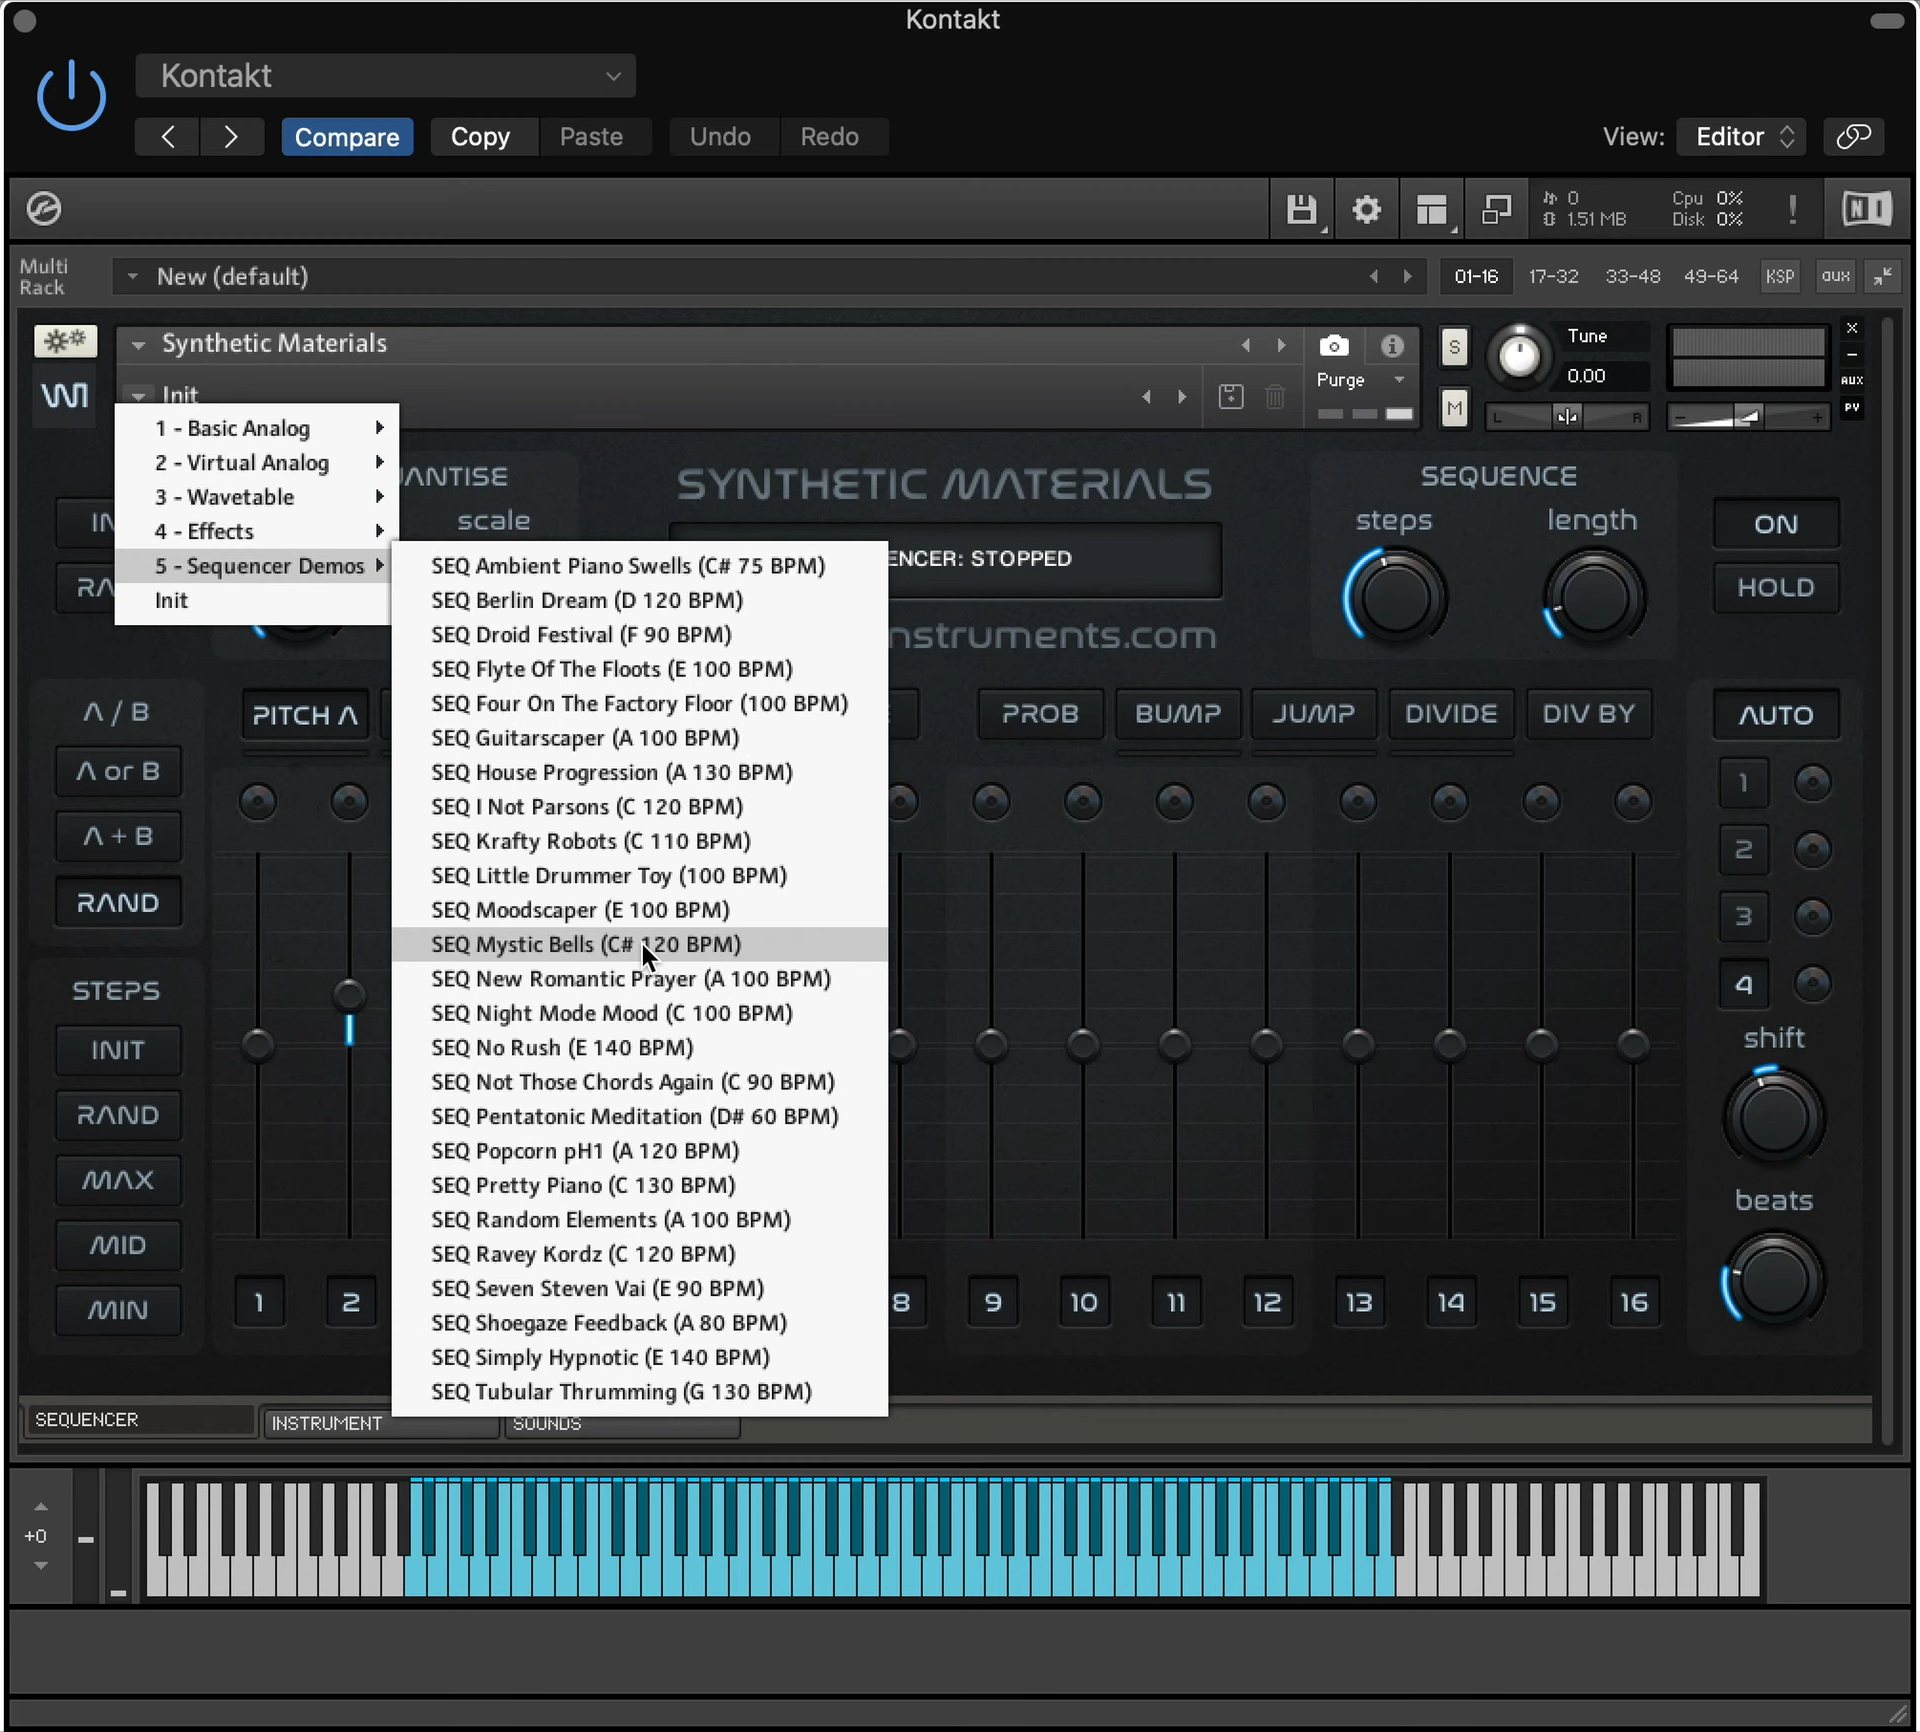 Kontakt
Kontakt
Compare Copy Paste Undo Redo View: Editor
0 Cpu 0%
1.51 MB Disk 0% ! NI
Multi
Rack
New (default) 01-16 17-32 33-48 49-64 KSP aux
Synthetic Materials S Tune
Init Purge 0.00 AUX
M L R - + PV
1 - Basic Analog
2 - Virtual Analog
3 - Wavetable
4 - Effects
5 - Sequencer Demos
Init
SYNTHETIC MATERIALS
SEQUENCE
scale steps length ON
STOPPED
HOLD
SEQ Ambient Piano Swells (C# 75 BPM)
SEQ Berlin Dream (D 120 BPM)
SEQ Droid Festival (F 90 BPM)
SEQ Flyte Of The Floots (E 100 BPM)
SEQ Four On The Factory Floor (100 BPM)
SEQ Guitarscaper (A 100 BPM)
SEQ House Progression (A 130 BPM)
SEQ I Not Parsons (C 120 BPM)
SEQ Krafty Robots (C 110 BPM)
SEQ Little Drummer Toy (100 BPM)
SEQ Moodscaper (E 100 BPM)
SEQ Mystic Bells (C# 120 BPM)
SEQ New Romantic Prayer (A 100 BPM)
SEQ Night Mode Mood (C 100 BPM)
SEQ No Rush (E 140 BPM)
SEQ Not Those Chords Again (C 90 BPM)
SEQ Pentatonic Meditation (D# 60 BPM)
SEQ Popcorn pH1 (A 120 BPM)
SEQ Pretty Piano (C 130 BPM)
SEQ Random Elements (A 100 BPM)
SEQ Ravey Kordz (C 120 BPM)
SEQ Seven Steven Vai (E 90 BPM)
SEQ Shoegaze Feedback (A 80 BPM)
SEQ Simply Hypnotic (E 140 BPM)
SEQ Tubular Thrumming (G 130 BPM)
A / B PITCH A PROB BUMP JUMP DIVIDE DIV BY AUTO
A or B
A + B
RAND
1
2
3
4
STEPS
INIT
RAND
MAX
MID
MIN
shift
beats
1 2 8 9 10 11 12 13 14 15 16
SEQUENCER INSTRUMENT SOUNDS
+0